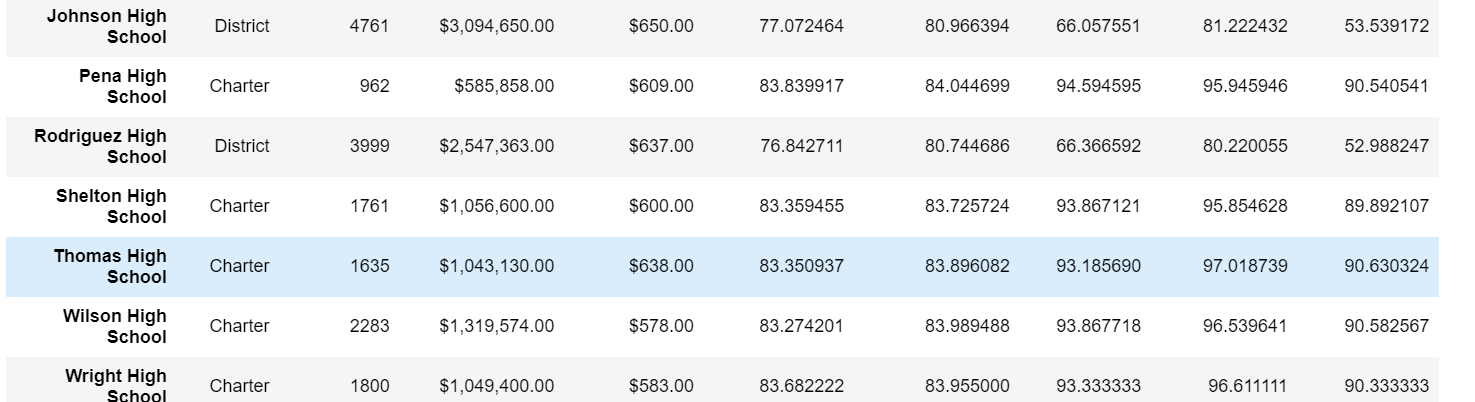 Johnson High
School District 4761 $3,094,650.00 $650.00 77.072464 80.966394 66.057551 81.222432 53.539172
Pena High
School Charter 962 $585,858.00 $609.00 83.839917 84.044699 94.594595 95.945946 90.540541
Rodriguez High
School District 3999 $2,547,363.00 $637.00 76.842711 80.744686 66.366592 80.220055 52.988247
Shelton High
School Charter 1761 $1,056,600.00 $600.00 83.359455 83.725724 93.867121 95.854628 89.892107
Thomas High
School Charter 1635 $1,043,130.00 $638.00 83.350937 83.896082 93.185690 97.018739 90.630324
Wilson High
School Charter 2283 $1,319,574.00 $578.00 83.274201 83.989488 93.867718 96.539641 90.582567
Wright High
School Charter 1800 $1,049,400.00 $583.00 83.682222 83.955000 93.333333 96.611111 90.333333